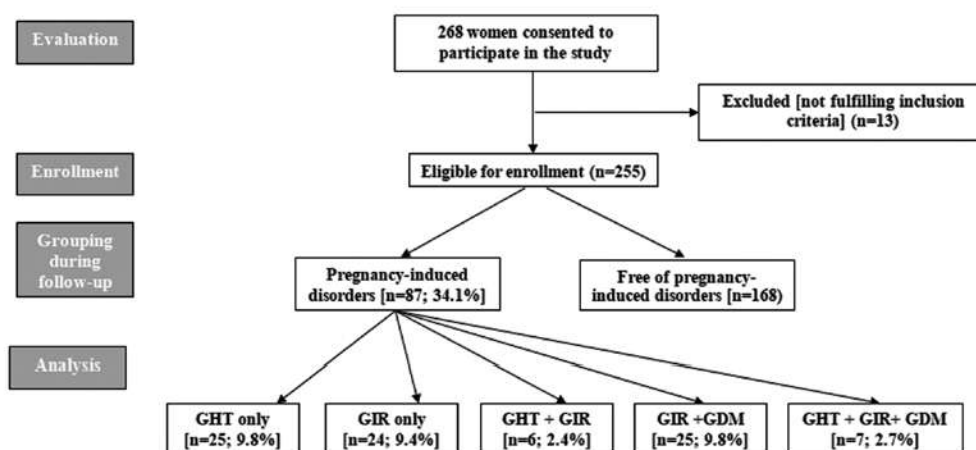 Evaluation
268 women consented to
participate in the study
Excluded [not fulfilling inclusion
criteria] (n=13)
Enrollment
Eligible for enrollment (n=255)
Grouping
during
follow-up
Pregnancy-induced
disorders [n=87; 34.1%]
Free of pregnancy-
induced disorders [n=168)
Analysis
GHT only
[n=25; 9.8%]
GIR only
[n=24; 9.4%]
GHT + GIR
[n=6; 2.4%]
GIR +GDM
[n=25; 9.8%]
GHT + GIR+ GDM
[n=7; 2.7%]